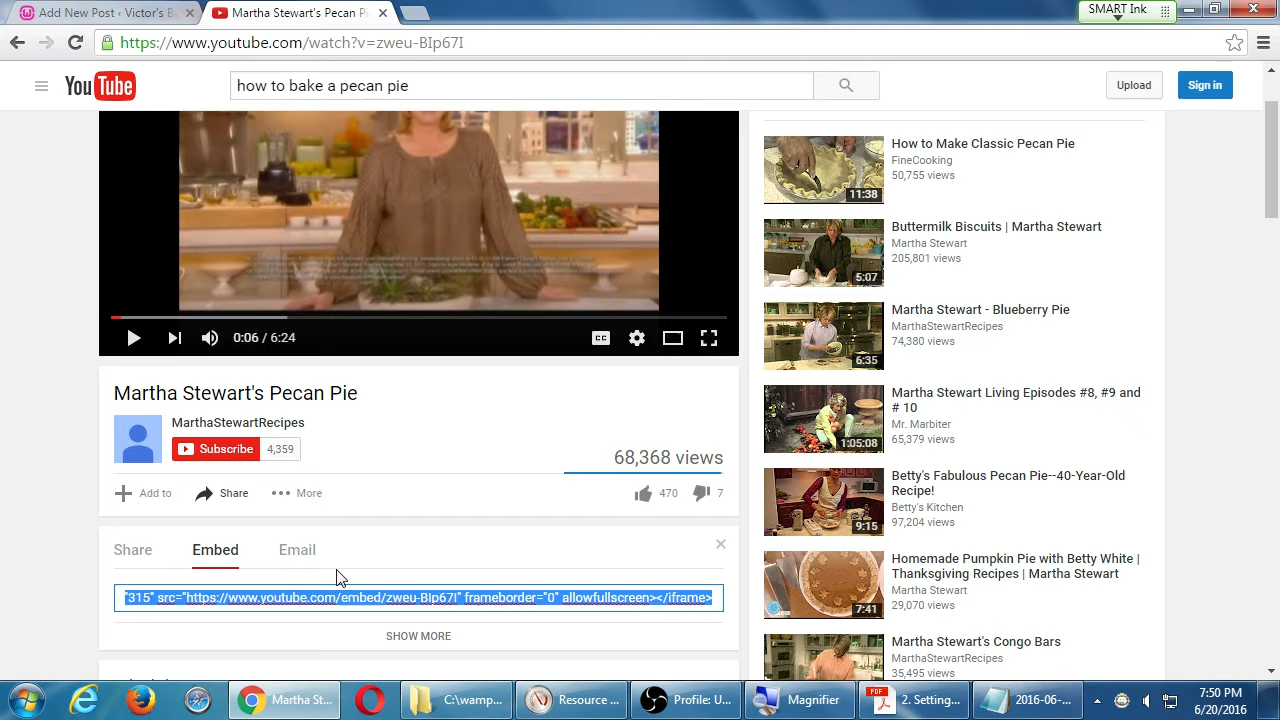 Add New Post ‹ Victor's B
Martha Stewart's Pecan P
SMART Ink
https://www.youtube.com/watch?v=zweu-BIp67I
YouTube
how to bake a pecan pie
Upload
Sign in
0:06 / 6:24
CC
Martha Stewart's Pecan Pie
MarthaStewartRecipes
Subscribe
4,359
68,368 views
Add to
Share
More
470
7
Share
Embed
Email
"315" src="https://www.youtube.com/embed/zweu-BIp67I" frameborder="0" allowfullscreen></iframe>
SHOW MORE
How to Make Classic Pecan Pie
FineCooking
50,755 views
11:38
Buttermilk Biscuits | Martha Stewart
Martha Stewart
205,801 views
5:07
Martha Stewart - Blueberry Pie
MarthaStewartRecipes
74,380 views
6:35
Martha Stewart Living Episodes #8, #9 and
# 10
Mr. Marbiter
65,379 views
1:05:08
Betty's Fabulous Pecan Pie--40-Year-Old
Recipe!
Betty's Kitchen
97,204 views
9:15
Homemade Pumpkin Pie with Betty White |
Thanksgiving Recipes | Martha Stewart
Martha Stewart
29,070 views
7:41
Martha Stewart's Congo Bars
MarthaStewartRecipes
35,495 views
Martha St...
C:\wamp...
Resource ...
Profile: U...
Magnifier
PDF
2. Setting...
2016-06-...
7:50 PM
6/20/2016